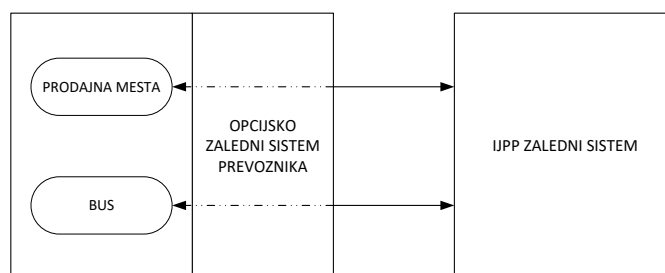 PRODAJNA MESTA
BUS
OPCIJSKO
ZALEDNI SISTEM
PREVOZNIKA
IJPP ZALEDNI SISTEM